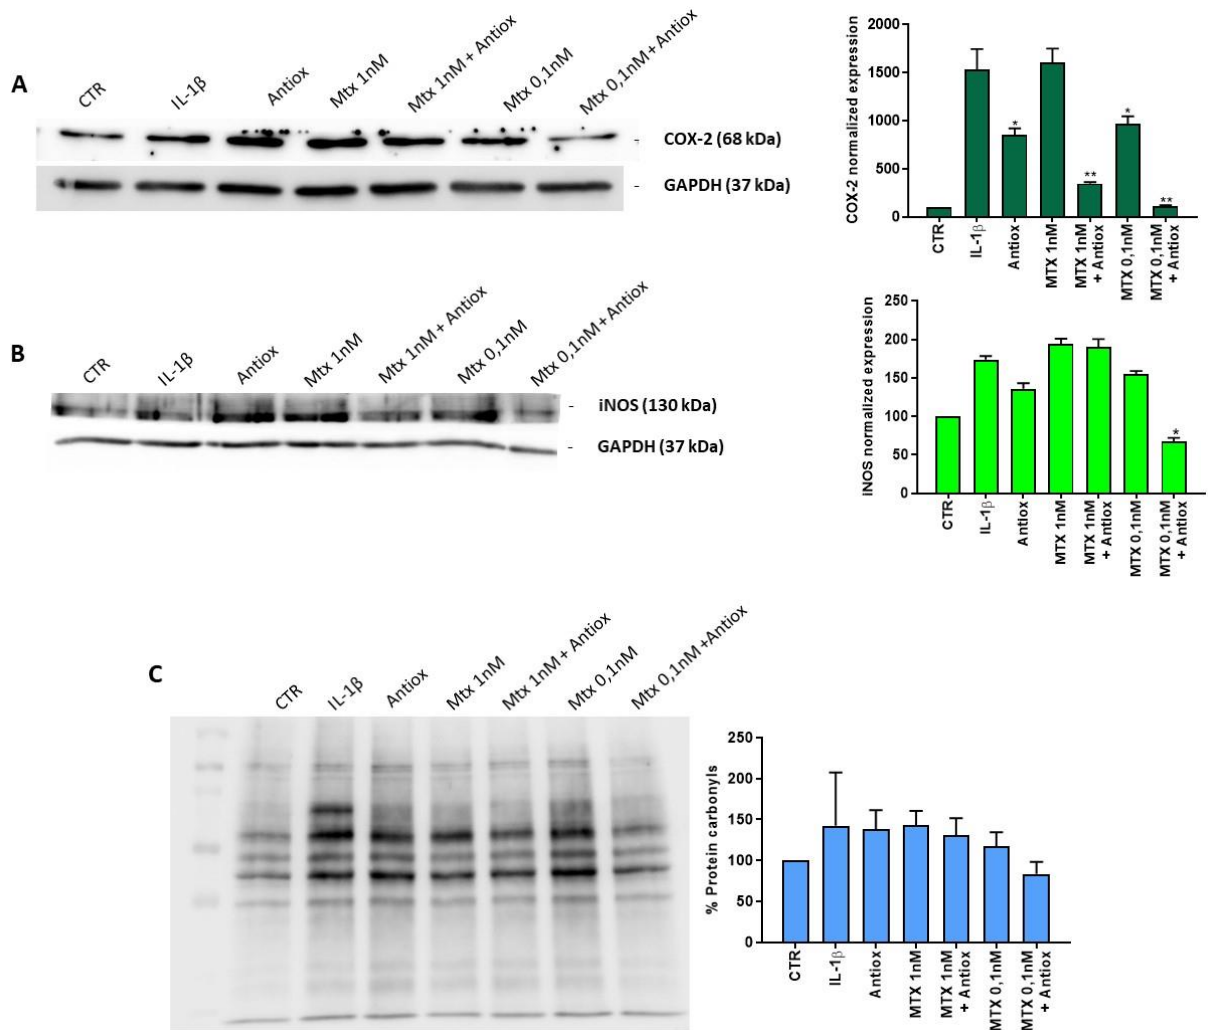 A
CTR
IL-1β
Antiox
Mtx 1nM
Mtx 1nM + Antiox
Mtx 0,1nM
Mtx 0,1nM + Antiox
- COX-2 (68 kDa)
- GAPDH (37 kDa)
COX-2 normalized expression
2000
1500
1000
500
0
*
**
*
**
CTR
IL-1β
Antiox
MTX 1nM
MTX 1nM
+ Antiox
MTX 0,1nM
MTX 0,1nM
+ Antiox
B
CTR
IL-1β
Antiox
Mtx 1nM
Mtx 1nM + Antiox
Mtx 0,1nM
Mtx 0,1nM + Antiox
- iNOS (130 kDa)
- GAPDH (37 kDa)
iNOS normalized expression
250
200
150
100
50
0
*
CTR
IL-1β
Antiox
MTX 1nM
MTX 1nM
+ Antiox
MTX 0,1nM
MTX 0,1nM
+ Antiox
C
CTR
IL-1β
Antiox
Mtx 1nM
Mtx 1nM + Antiox
Mtx 0,1nM
Mtx 0,1nM +Antiox
% Protein carbonyls
250
200
150
100
50
0
CTR
IL-1β
Antiox
MTX 1nM
MTX 1nM
+ Antiox
MTX 0,1nM
MTX 0,1nM
+ Antiox